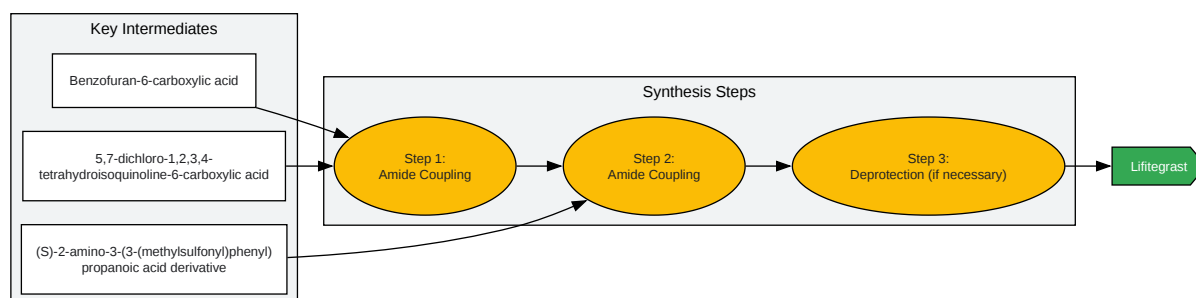 Key Intermediates
Benzofuran-6-carboxylic acid
5,7-dichloro-1,2,3,4-
tetrahydroisoquinoline-6-carboxylic acid
(S)-2-amino-3-(3-(methylsulfonyl)phenyl)
propanoic acid derivative
Synthesis Steps
Step 1:
Amide Coupling
Step 2:
Amide Coupling
Step 3:
Deprotection (if necessary)
Lifitegrast